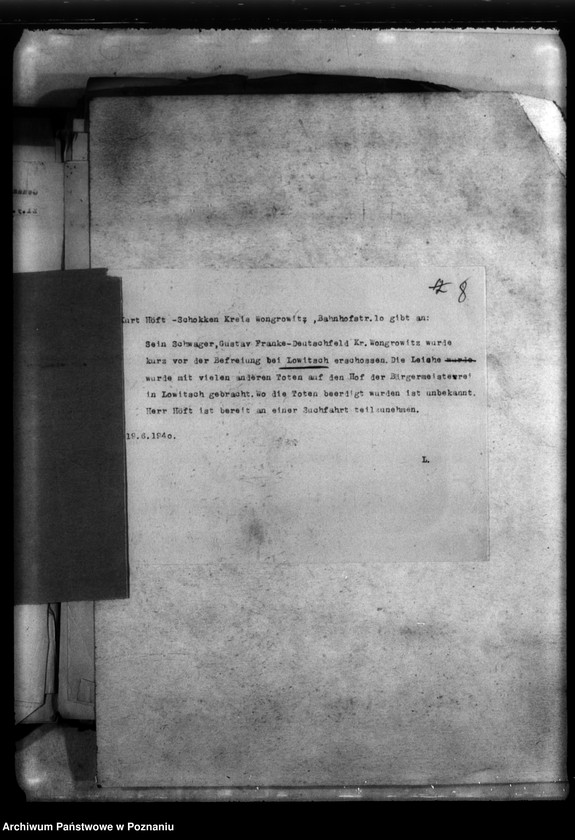 8
Kurt Höft -Schokken Kreis Wongrowitz ,Bahnhofstr.1o gibt an:
Sein Schwager,Gustav Franke-Deutschfeld Kr.Wongrowitz wurde
kurz vor der Befreiung bei Lowitsch erschossen. Die Leiche wurde
wurde mit vielen anderen Toten auf den Hof der Bürgermeisterei
in Lowitsch gebracht.Wo die Toten beerdigt wurden ist unbekannt.
Herr Höft ist bereit an einer Suchfahrt teilzunehmen.
19.6.194o.
L.
Archiwum Państwowe w Poznaniu